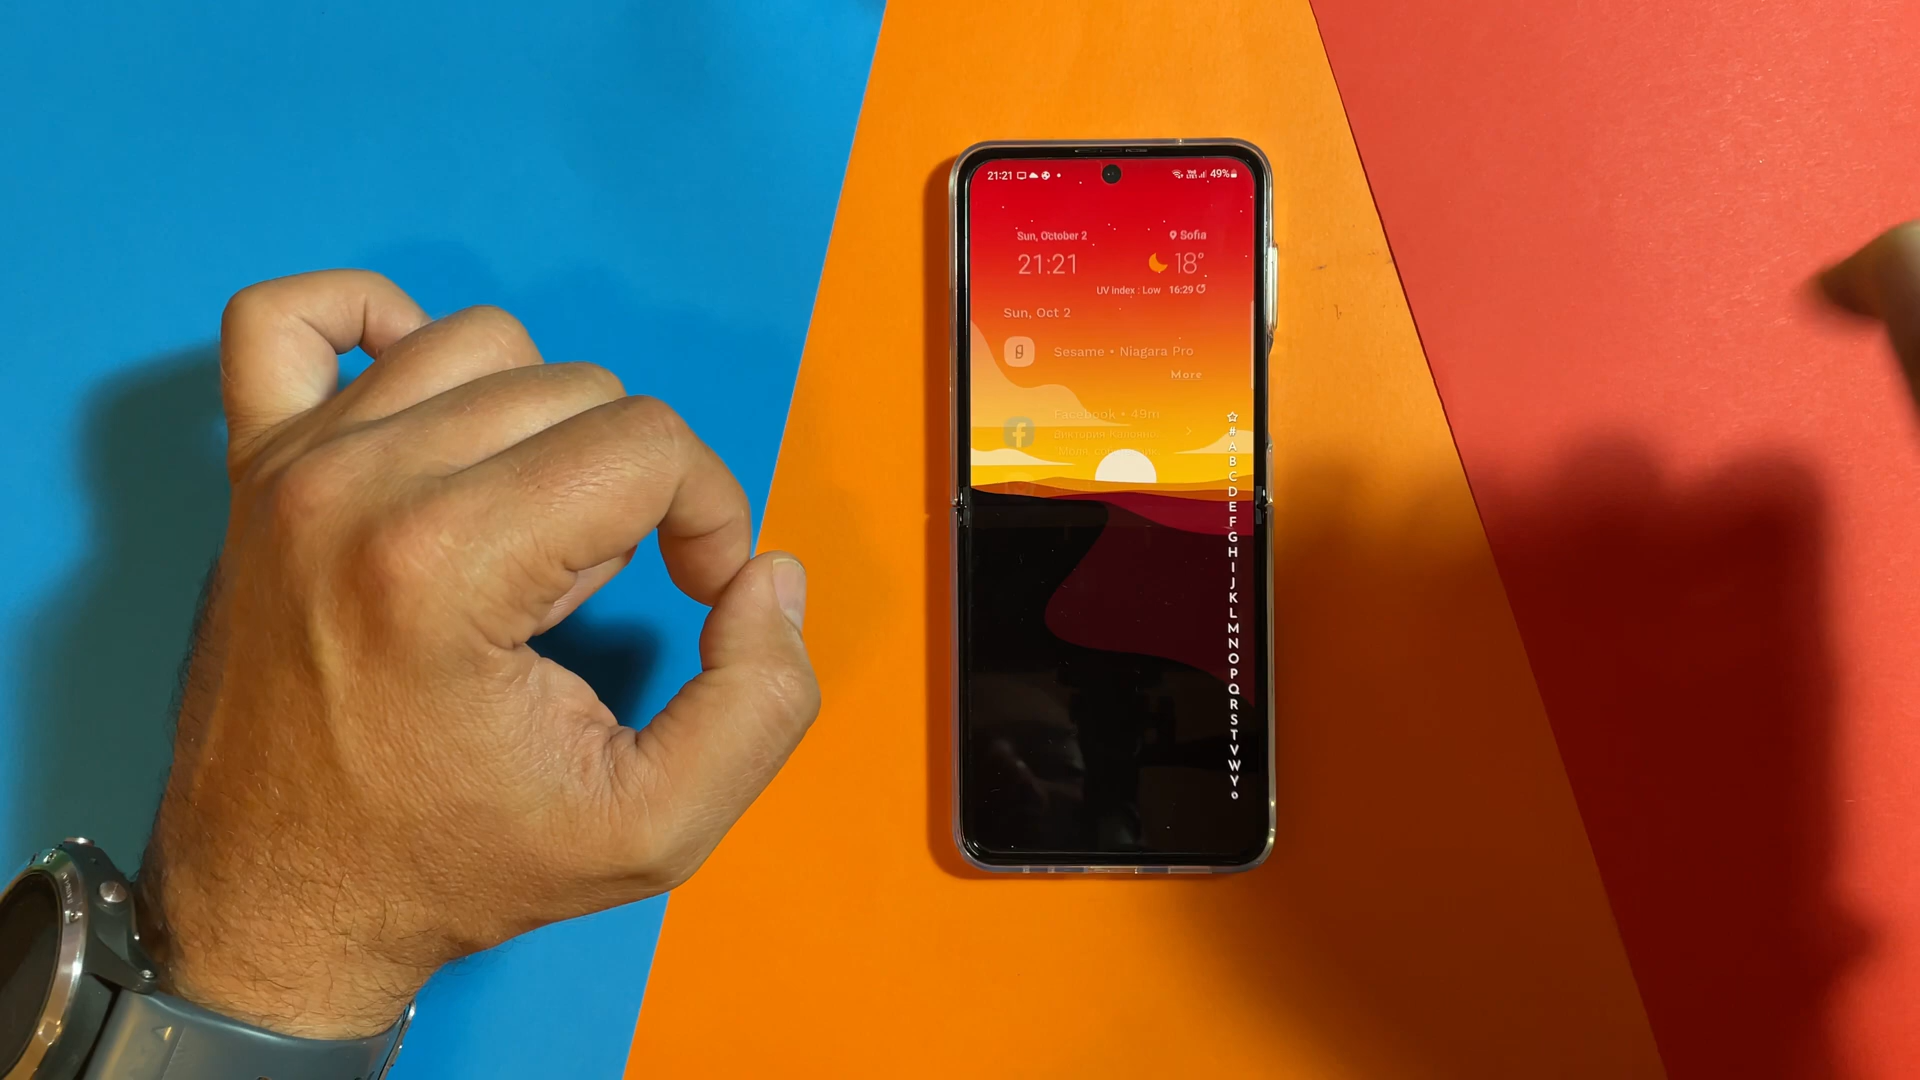 21:21
49%
Sun, October 2
Sofia
21:21
18°
UV index : Low 16:29
Sun, Oct 2
Sesame • Niagara Pro
More
Facebook • 49m
#
A
B
C
D
E
F
G
H
I
J
K
L
M
N
O
P
Q
R
S
T
V
W
Y